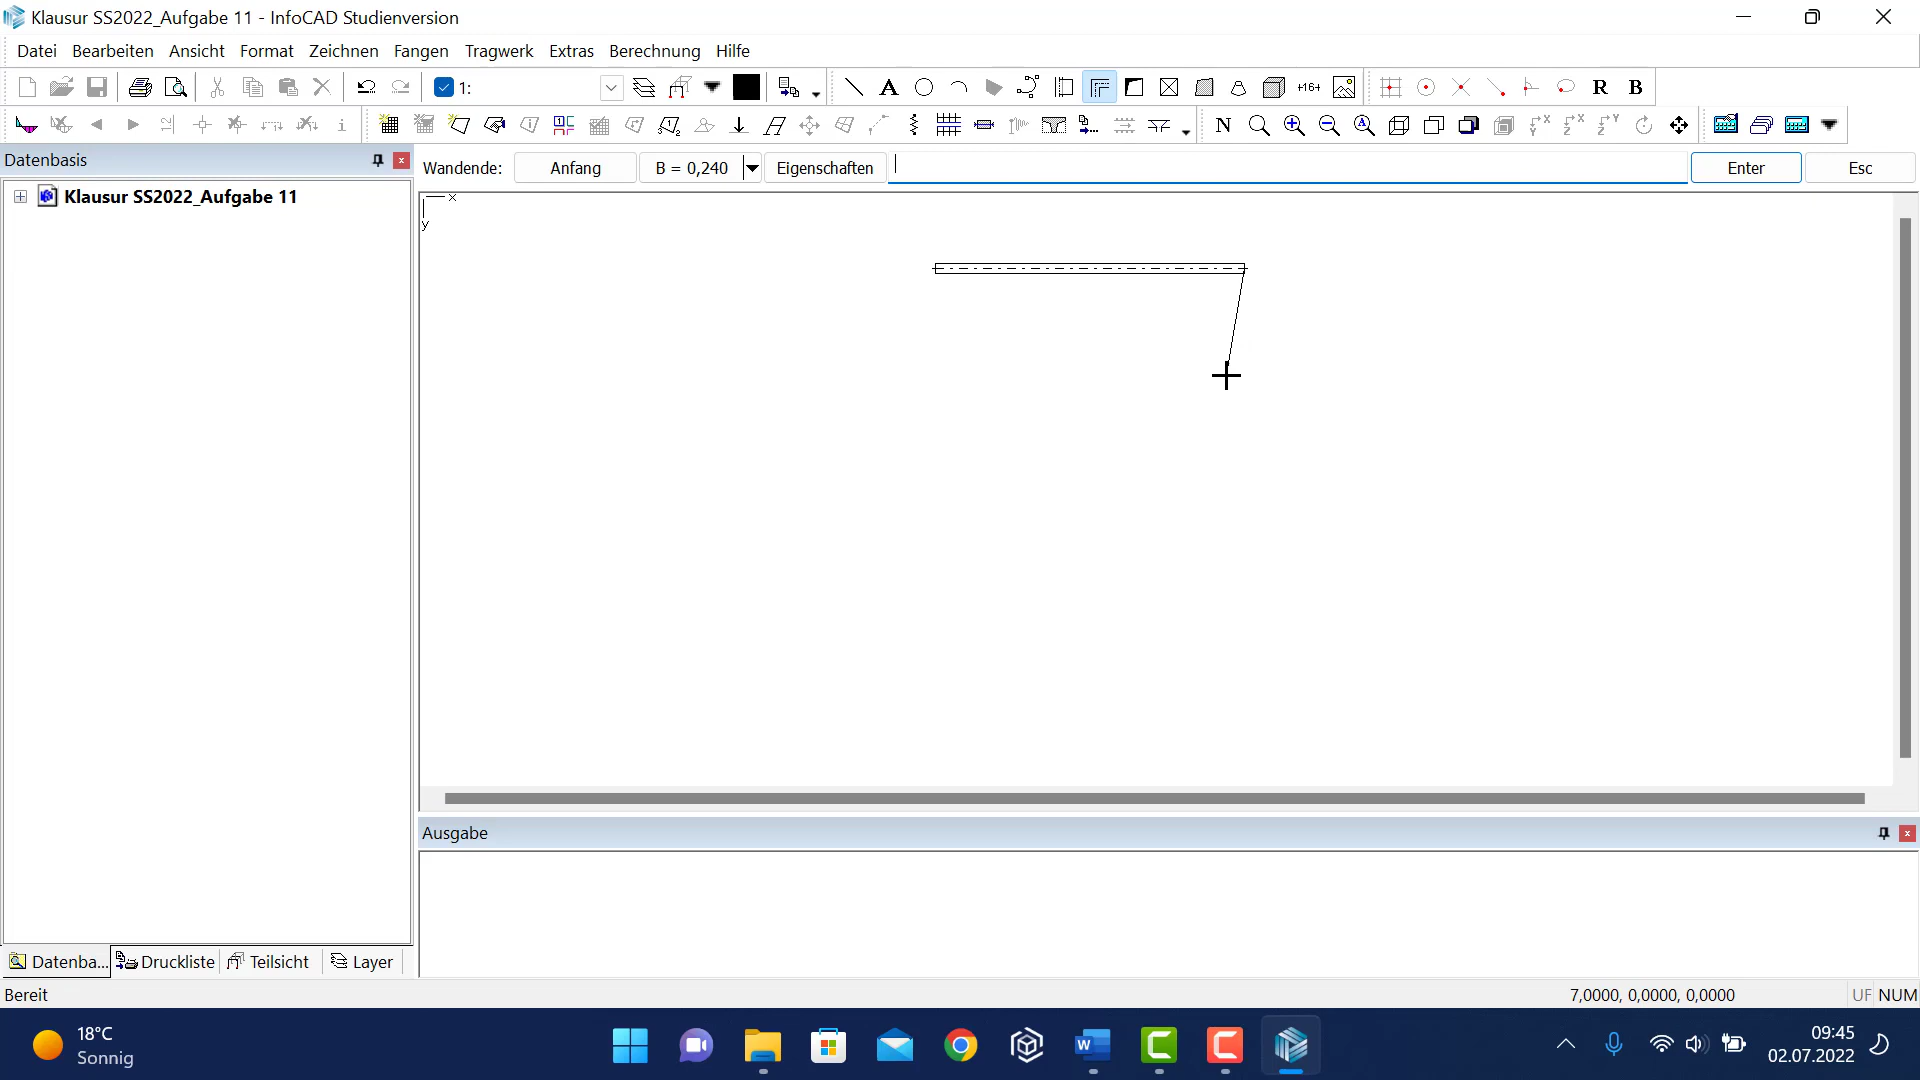 Klausur SS2022_Aufgabe 11 - InfoCAD Studienversion
Datei Bearbeiten Ansicht Format Zeichnen Fangen Tragwerk Extras Berechnung Hilfe
1:
A +16+ R B
N
Datenbasis
Wandende: Anfang B = 0,240 Eigenschaften Enter Esc
Klausur SS2022_Aufgabe 11
x
y
Ausgabe
Datenba... Druckliste Teilsicht Layer
Bereit 7,0000, 0,0000, 0,0000 UF NUM
18°C
Sonnig
09:45
02.07.2022